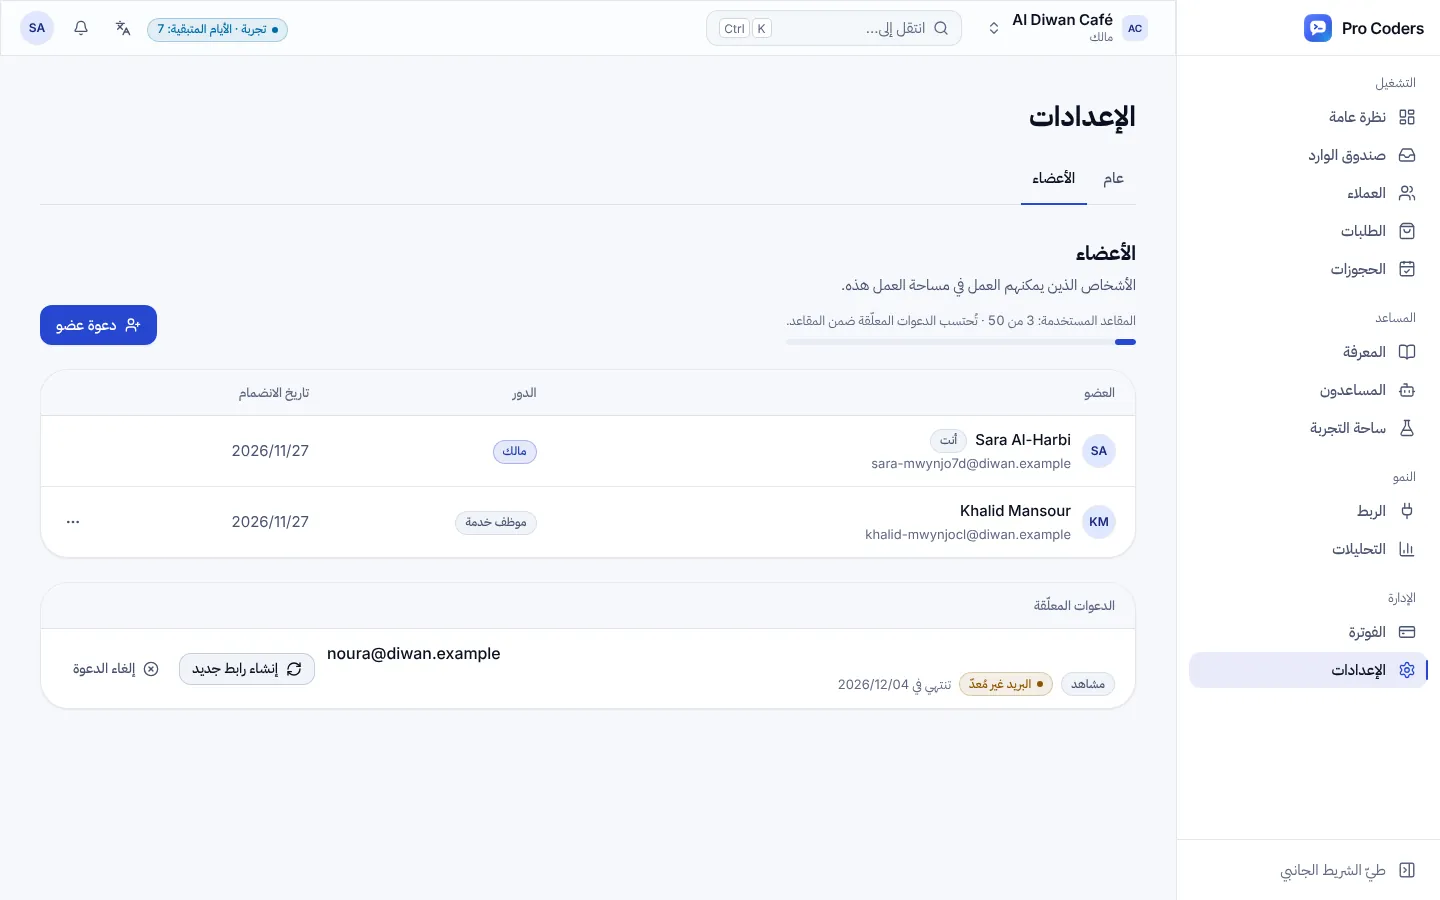 Pro Coders
AC
Al Diwan Café
مالك
انتقل إلى...
Ctrl K
تجربة · الأيام المتبقية: 7
SA
التشغيل
نظرة عامة
صندوق الوارد
العملاء
الطلبات
الحجوزات
المساعد
المعرفة
المساعدون
ساحة التجربة
النمو
الربط
التحليلات
الإدارة
الفوترة
الإعدادات
طيّ الشريط الجانبي
الإعدادات
عام
الأعضاء
الأعضاء
الأشخاص الذين يمكنهم العمل في مساحة العمل هذه.
المقاعد المستخدمة: 3 من 50 · تُحتسب الدعوات المعلّقة ضمن المقاعد.
دعوة عضو
العضو الدور تاريخ الانضمام
SA Sara Al-Harbi أنت
sara-mwynjo7d@diwan.example
مالك
2026/11/27
KM Khalid Mansour
khalid-mwynjocl@diwan.example
موظف خدمة
2026/11/27
الدعوات المعلّقة
noura@diwan.example
مشاهد
البريد غير مُعدّ
تنتهي في 2026/12/04
إنشاء رابط جديد
إلغاء الدعوة